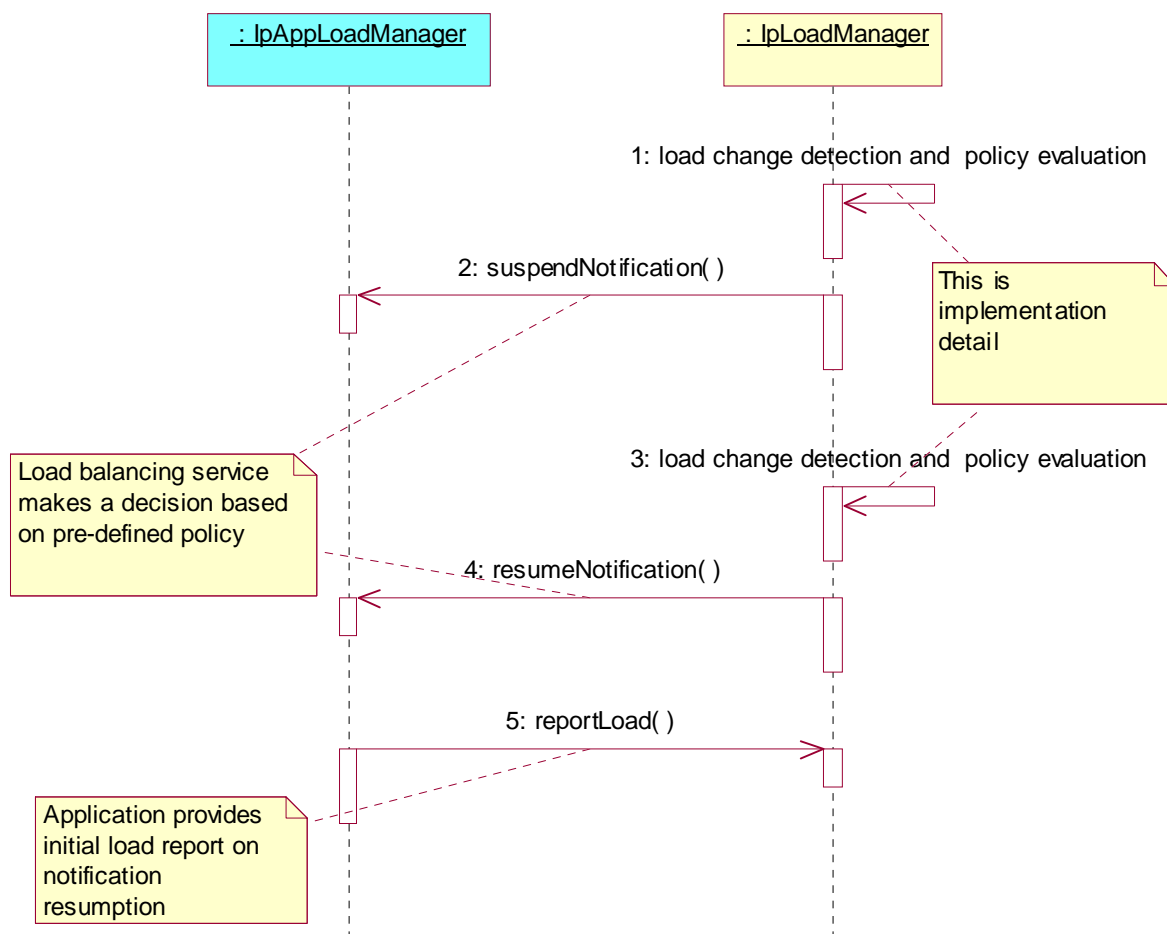 : IpAppLoadManager
: IpLoadManager
1: load change detection and policy evaluation
2: suspendNotification( )
This is
implementation
detail
Load balancing service
makes a decision based
on pre-defined policy
3: load change detection and policy evaluation
4: resumeNotification( )
5: reportLoad( )
Application provides
initial load report on
notification
resumption